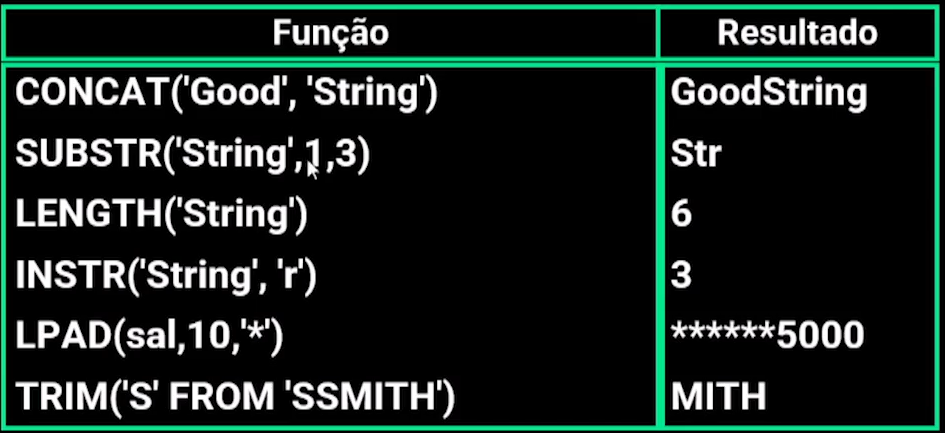 Função Resultado
CONCAT('Good', 'String') GoodString
SUBSTR('String',1,3) Str
LENGTH('String') 6
INSTR('String', 'r') 3
LPAD(sal,10,'*') ******5000
TRIM('S' FROM 'SSMITH') MITH